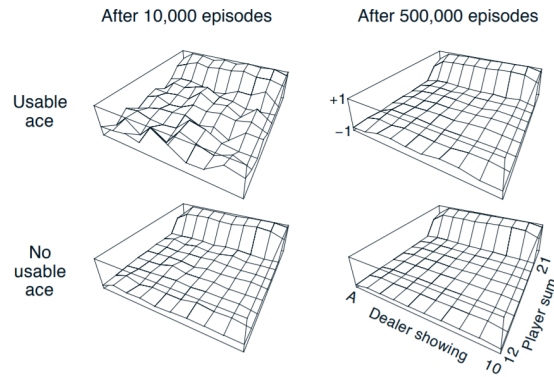 After 10,000 episodes
After 500,000 episodes
Usable
ace
+1
−1
No
usable
ace
A
Dealer showing
10
12
Player sum
21